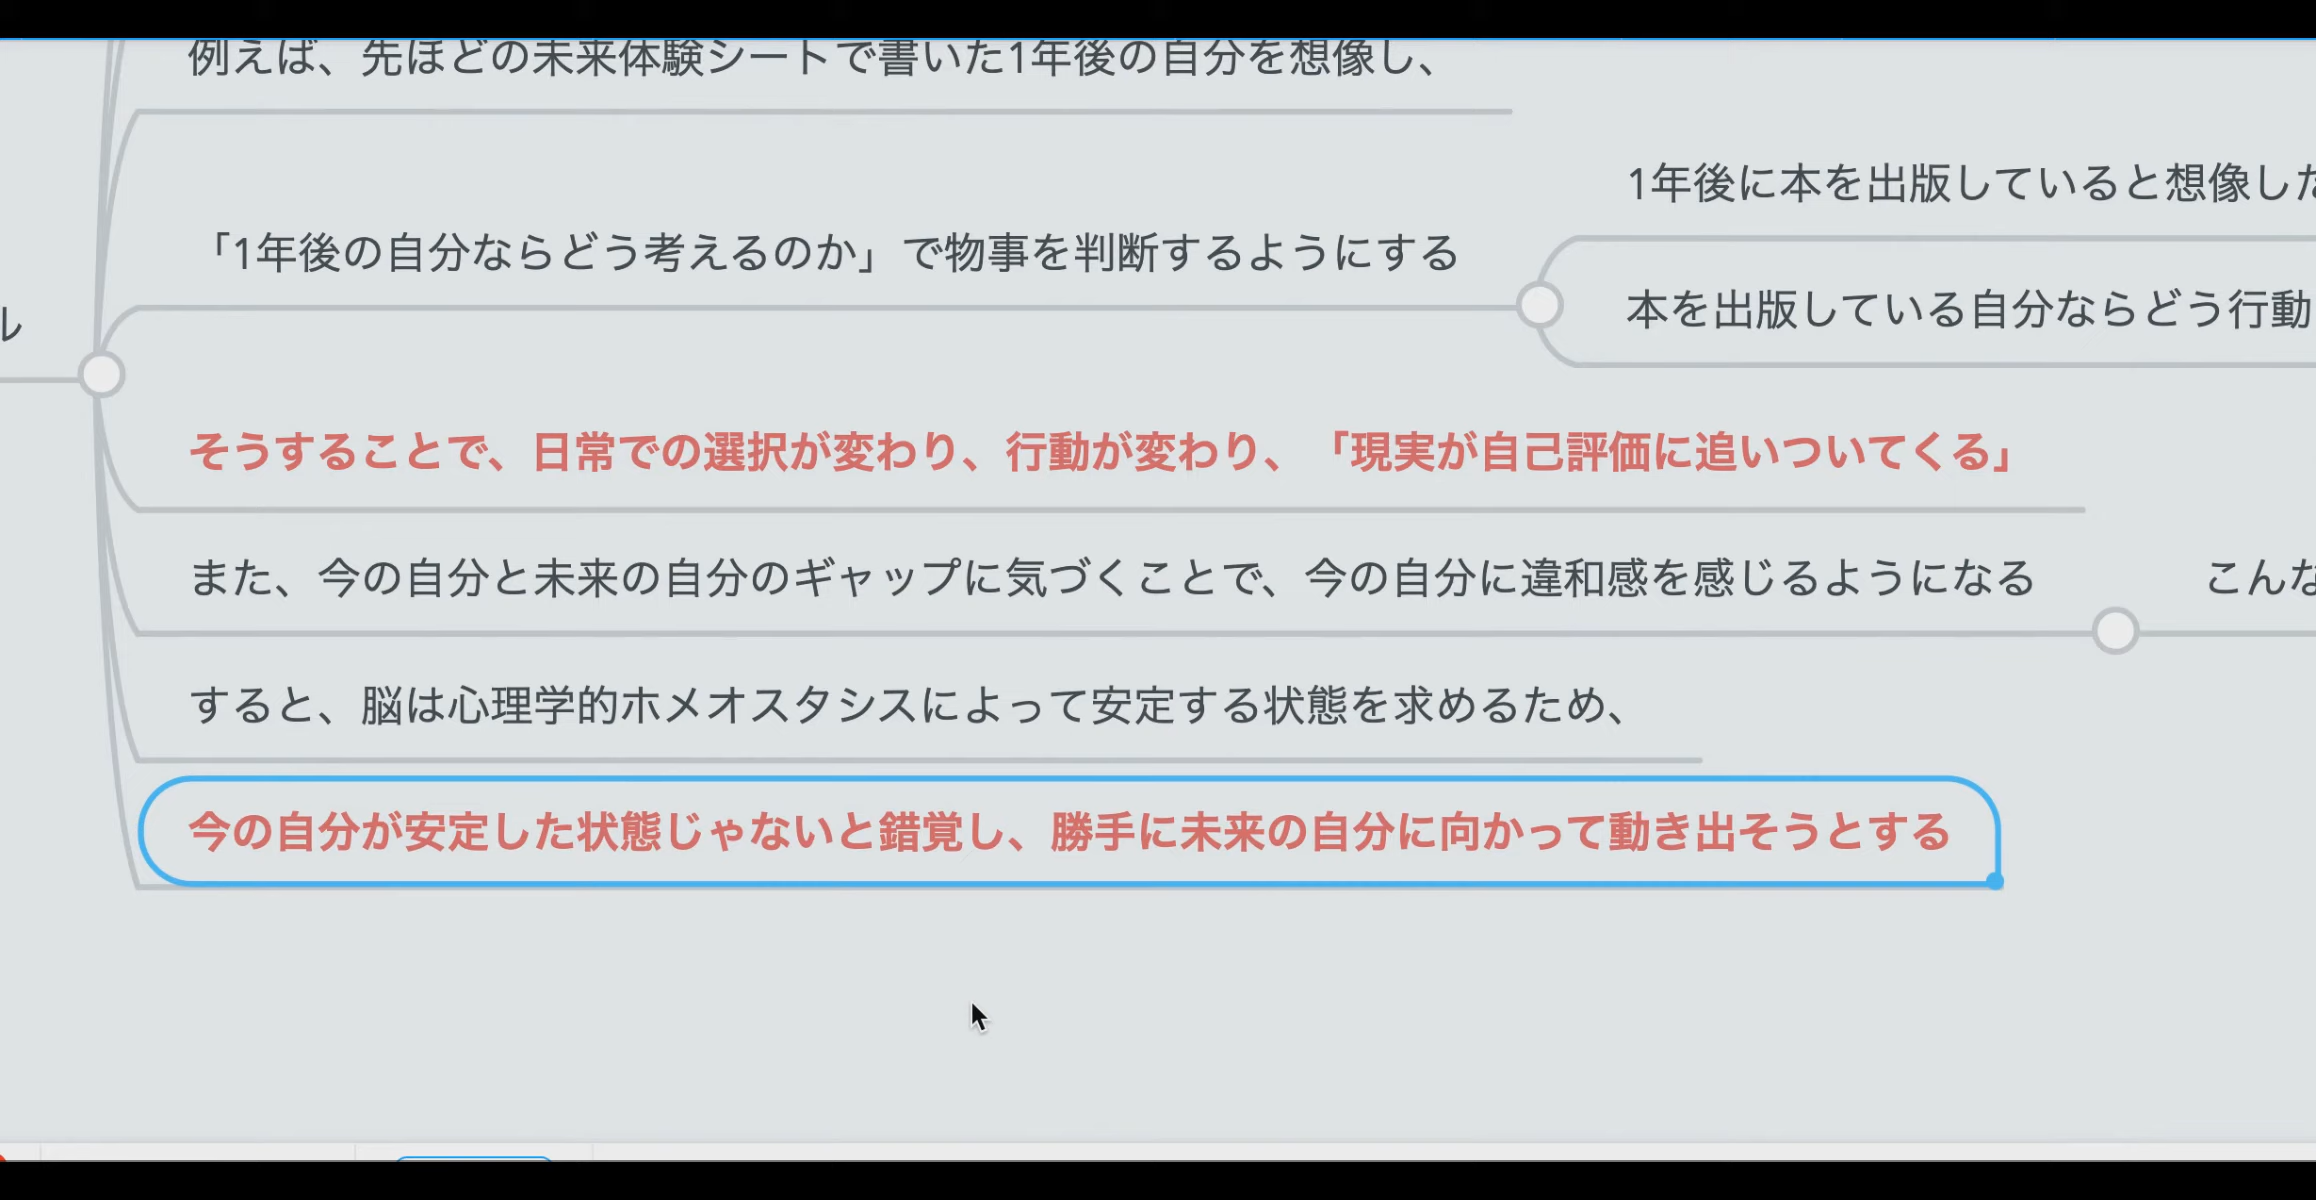 例えば、先ほどの未来体験シートで書いた1年後の自分を想像し、
1年後に本を出版していると想像した
「1年後の自分ならどう考えるのか」で物事を判断するようにする
本を出版している自分ならどう行動
ル
そうすることで、日常での選択が変わり、行動が変わり、「現実が自己評価に追いついてくる」
また、今の自分と未来の自分のギャップに気づくことで、今の自分に違和感を感じるようになる
こんな
すると、脳は心理学的ホメオスタシスによって安定する状態を求めるため、
今の自分が安定した状態じゃないと錯覚し、勝手に未来の自分に向かって動き出そうとする